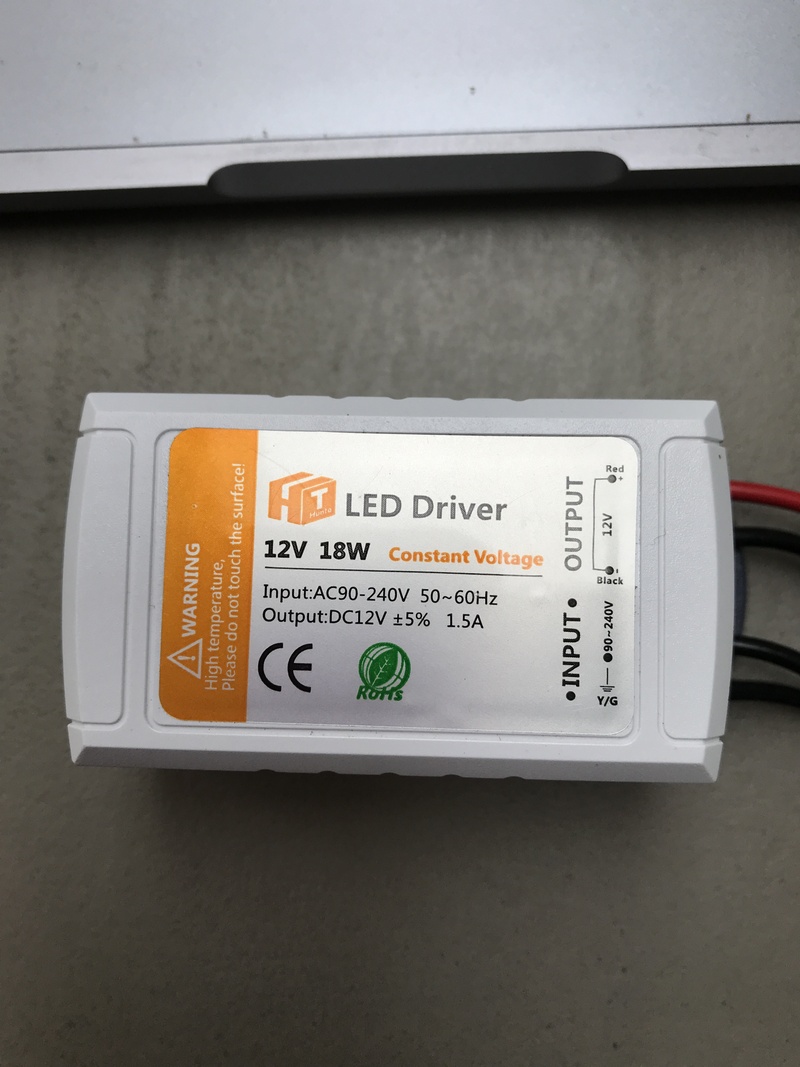 WARNING
High temperature,
Please do not touch the surface!
HT
LED Driver
12V 18W Constant Voltage
Input:AC90-240V 50~60Hz
Output:DC12V ±5% 1.5A
CE
RoHS
OUTPUT
Red
+
12V
-
Black
•INPUT•
90~240V
Y/G